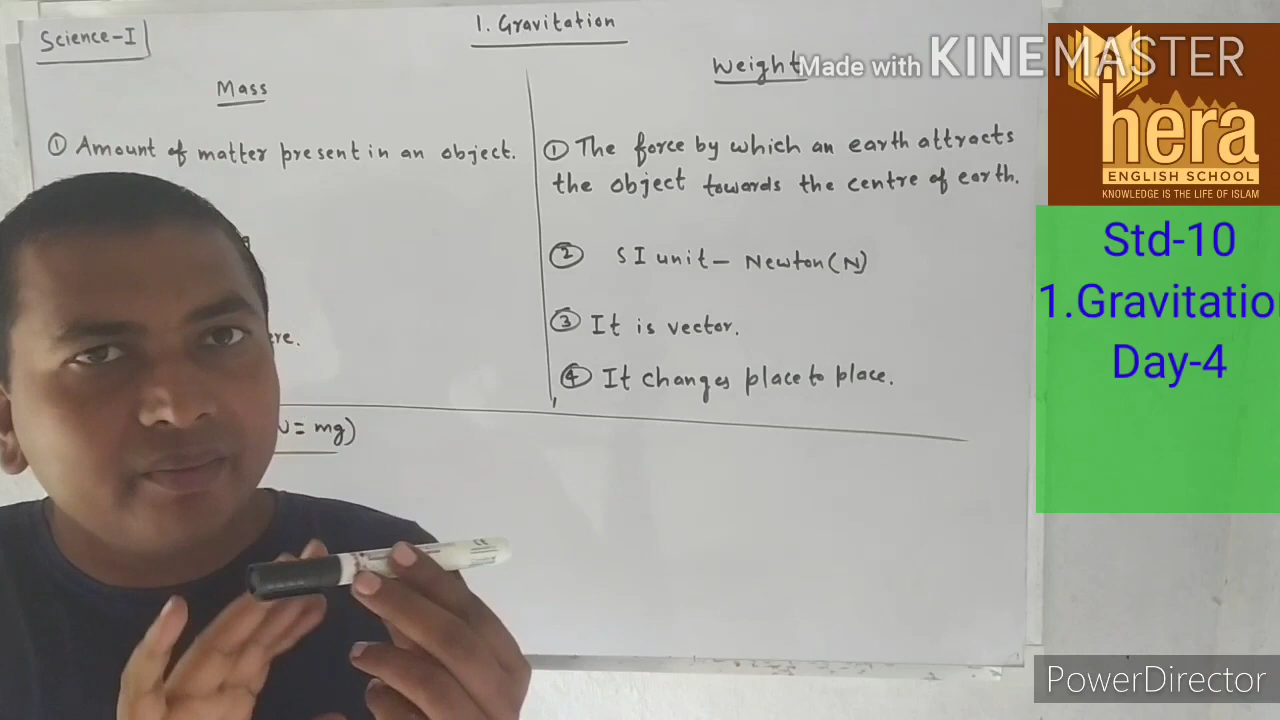 Science-I
1. Gravitation
Mass
① Amount of matter present in an object.
= mg)
Weight
① The force by which an earth attracts
the object towards the centre of earth.
② SI unit - Newton (N)
③ It is vector.
④ It changes place to place.
Made with KINEMASTER
hera
ENGLISH SCHOOL
KNOWLEDGE IS THE LIFE OF ISLAM
Std-10
1.Gravitation
Day-4
PowerDirector